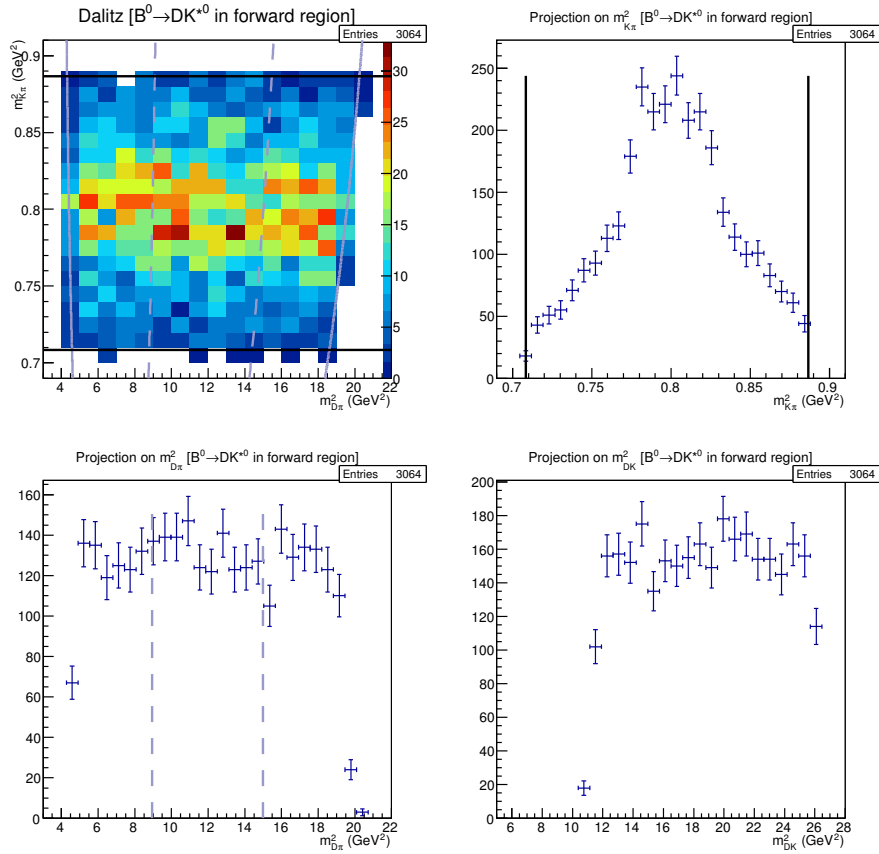 Dalitz [B⁰→DK*⁰ in forward region]
Entries 3064
m²Kπ (GeV²)
0.9
0.85
0.8
0.75
0.7
30
25
20
15
10
5
0
4 6 8 10 12 14 16 18 20 22
m²Dπ (GeV²)
Projection on m²Kπ [B⁰→DK*⁰ in forward region]
Entries 3064
250
200
150
100
50
0
0.7 0.75 0.8 0.85 0.9
m²Kπ (GeV²)
Projection on m²Dπ [B⁰→DK*⁰ in forward region]
Entries 3064
160
140
120
100
80
60
40
20
0
4 6 8 10 12 14 16 18 20 22
m²Dπ (GeV²)
Projection on m²DK [B⁰→DK*⁰ in forward region]
Entries 3064
200
180
160
140
120
100
80
60
40
20
0
6 8 10 12 14 16 18 20 22 24 26 28
m²DK (GeV²)